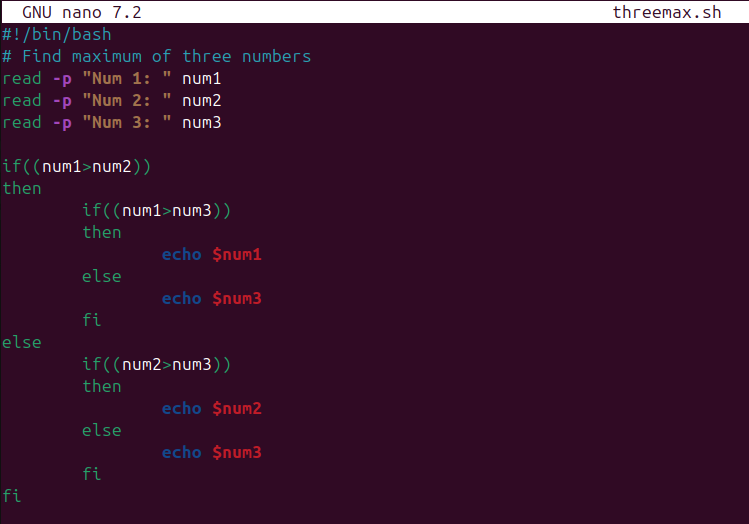 GNU nano 7.2 threemax.sh
#!/bin/bash
# Find maximum of three numbers
read -p "Num 1: " num1
read -p "Num 2: " num2
read -p "Num 3: " num3
if((num1>num2))
then
if((num1>num3))
then
echo $num1
else
echo $num3
fi
else
if((num2>num3))
then
echo $num2
else
echo $num3
fi
fi